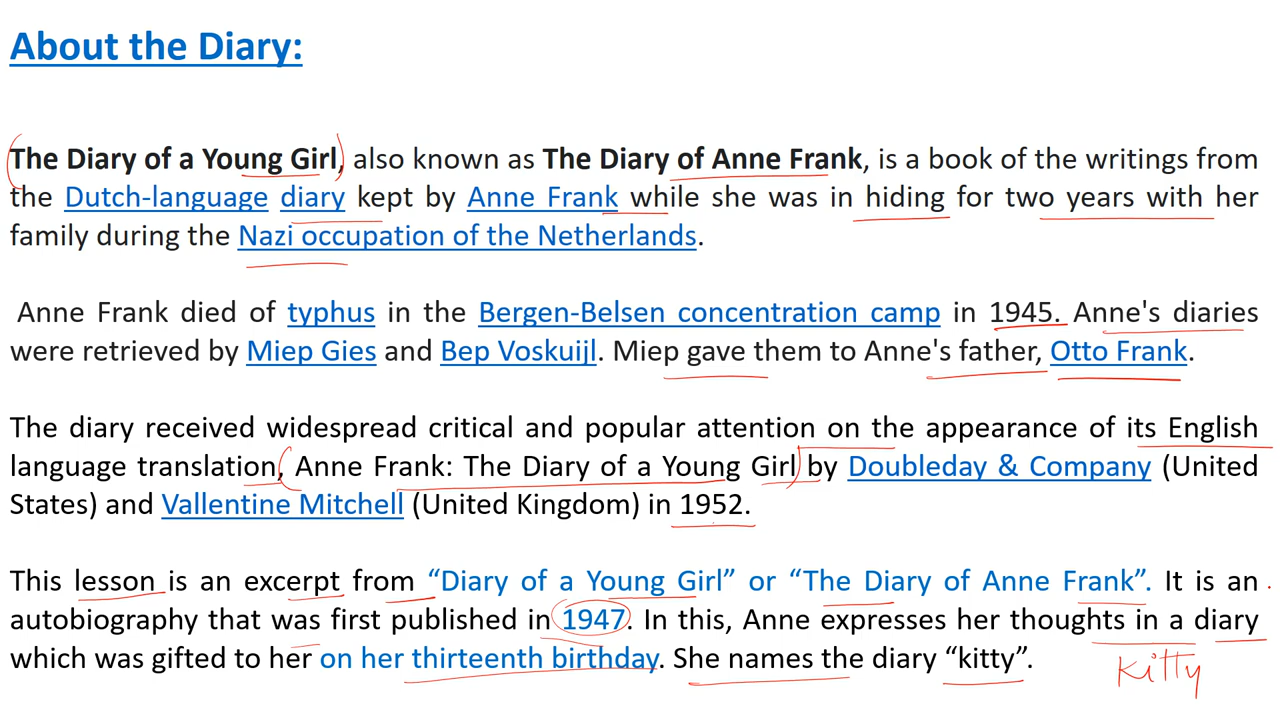 About the Diary:
The Diary of a Young Girl, also known as The Diary of Anne Frank, is a book of the writings from
the Dutch-language diary kept by Anne Frank while she was in hiding for two years with her
family during the Nazi occupation of the Netherlands.
Anne Frank died of typhus in the Bergen-Belsen concentration camp in 1945. Anne's diaries
were retrieved by Miep Gies and Bep Voskuijl. Miep gave them to Anne's father, Otto Frank.
The diary received widespread critical and popular attention on the appearance of its English
language translation, Anne Frank: The Diary of a Young Girl by Doubleday & Company (United
States) and Vallentine Mitchell (United Kingdom) in 1952.
This lesson is an excerpt from “Diary of a Young Girl” or “The Diary of Anne Frank”. It is an
autobiography that was first published in 1947. In this, Anne expresses her thoughts in a diary
which was gifted to her on her thirteenth birthday. She names the diary “kitty”.
Kitty